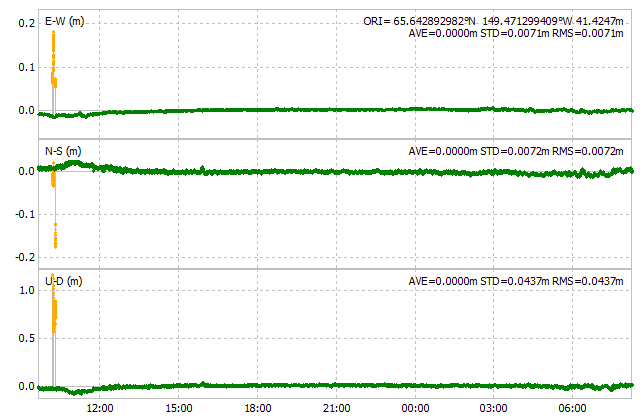 E-W (m)
ORI= 65.642892982°N 149.471299409°W 41.4247m
AVE=0.0000m STD=0.0071m RMS=0.0071m
0.2
0.1
0.0
N-S (m)
AVE=0.0000m STD=0.0072m RMS=0.0072m
0.0
-0.1
-0.2
U-D (m)
AVE=0.0000m STD=0.0437m RMS=0.0437m
1.0
0.5
0.0
12:00 15:00 18:00 21:00 00:00 03:00 06:00